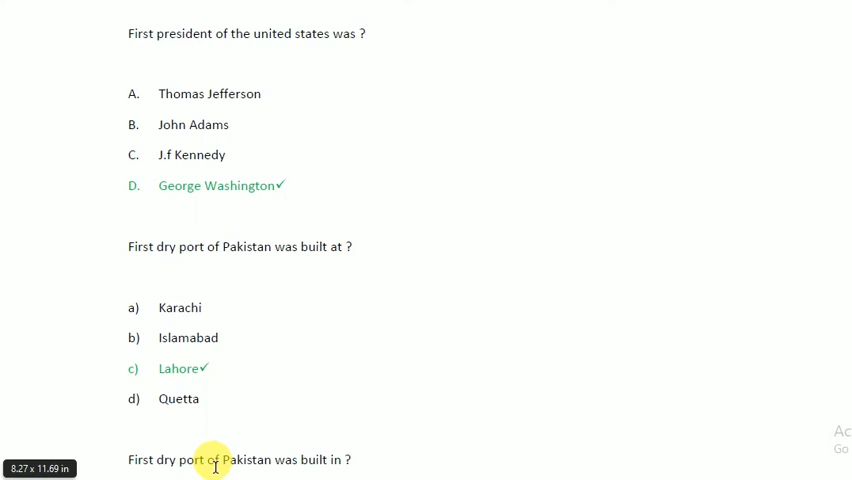 First president of the united states was ?
A. Thomas Jefferson
B. John Adams
C. J.f Kennedy
D. George Washington✓
First dry port of Pakistan was built at ?
a) Karachi
b) Islamabad
c) Lahore✓
d) Quetta
First dry port of Pakistan was built in ?
8.27 x 11.69 in
Ac
Go